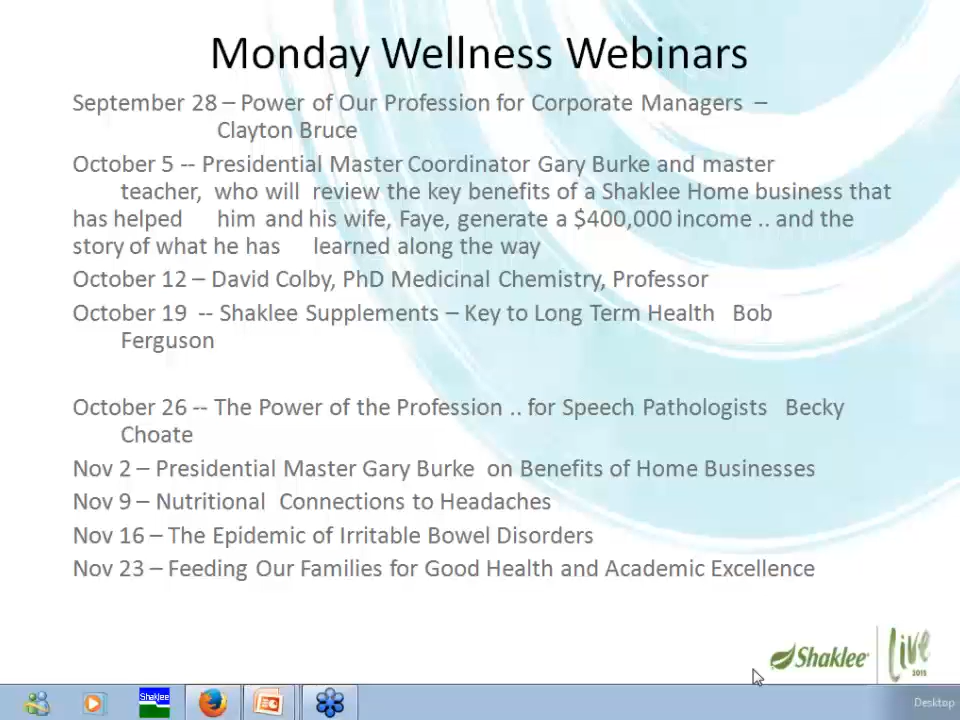 Monday Wellness Webinars
September 28 – Power of Our Profession for Corporate Managers –
Clayton Bruce
October 5 -- Presidential Master Coordinator Gary Burke and master
teacher, who will review the key benefits of a Shaklee Home business that
has helped him and his wife, Faye, generate a $400,000 income .. and the
story of what he has learned along the way
October 12 – David Colby, PhD Medicinal Chemistry, Professor
October 19 -- Shaklee Supplements – Key to Long Term Health Bob
Ferguson
October 26 -- The Power of the Profession .. for Speech Pathologists Becky
Choate
Nov 2 – Presidential Master Gary Burke on Benefits of Home Businesses
Nov 9 – Nutritional Connections to Headaches
Nov 16 – The Epidemic of Irritable Bowel Disorders
Nov 23 – Feeding Our Families for Good Health and Academic Excellence
Shaklee
Live
2015
Shaklee
Desktop